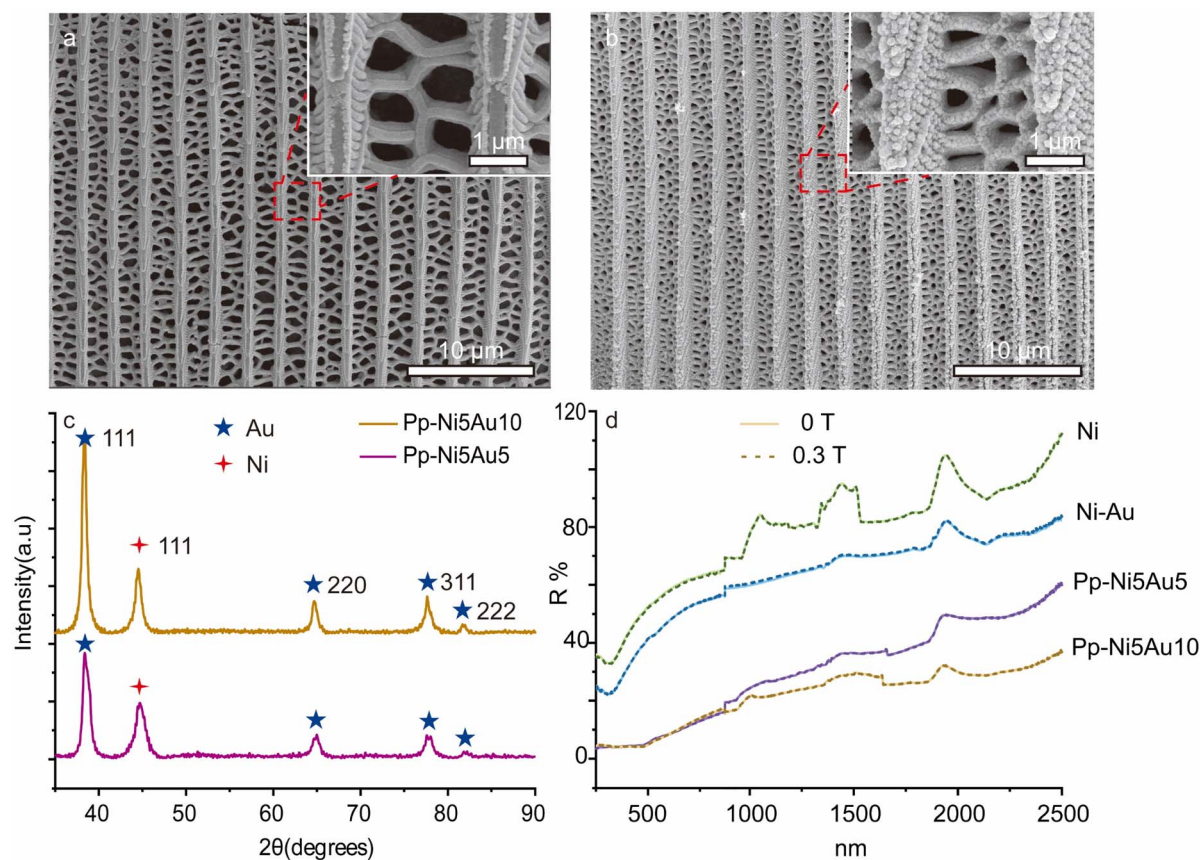 a
1 μm
10 μm
b
1 μm
10 μm
c
Au
Ni
Pp-Ni5Au10
Pp-Ni5Au5
111
111
220
311
222
Intensity(a.u)
40
50
60
70
80
90
2θ(degrees)
d
0 T
0.3 T
Ni
Ni-Au
Pp-Ni5Au5
Pp-Ni5Au10
R %
120
80
40
0
500
1000
1500
2000
2500
nm